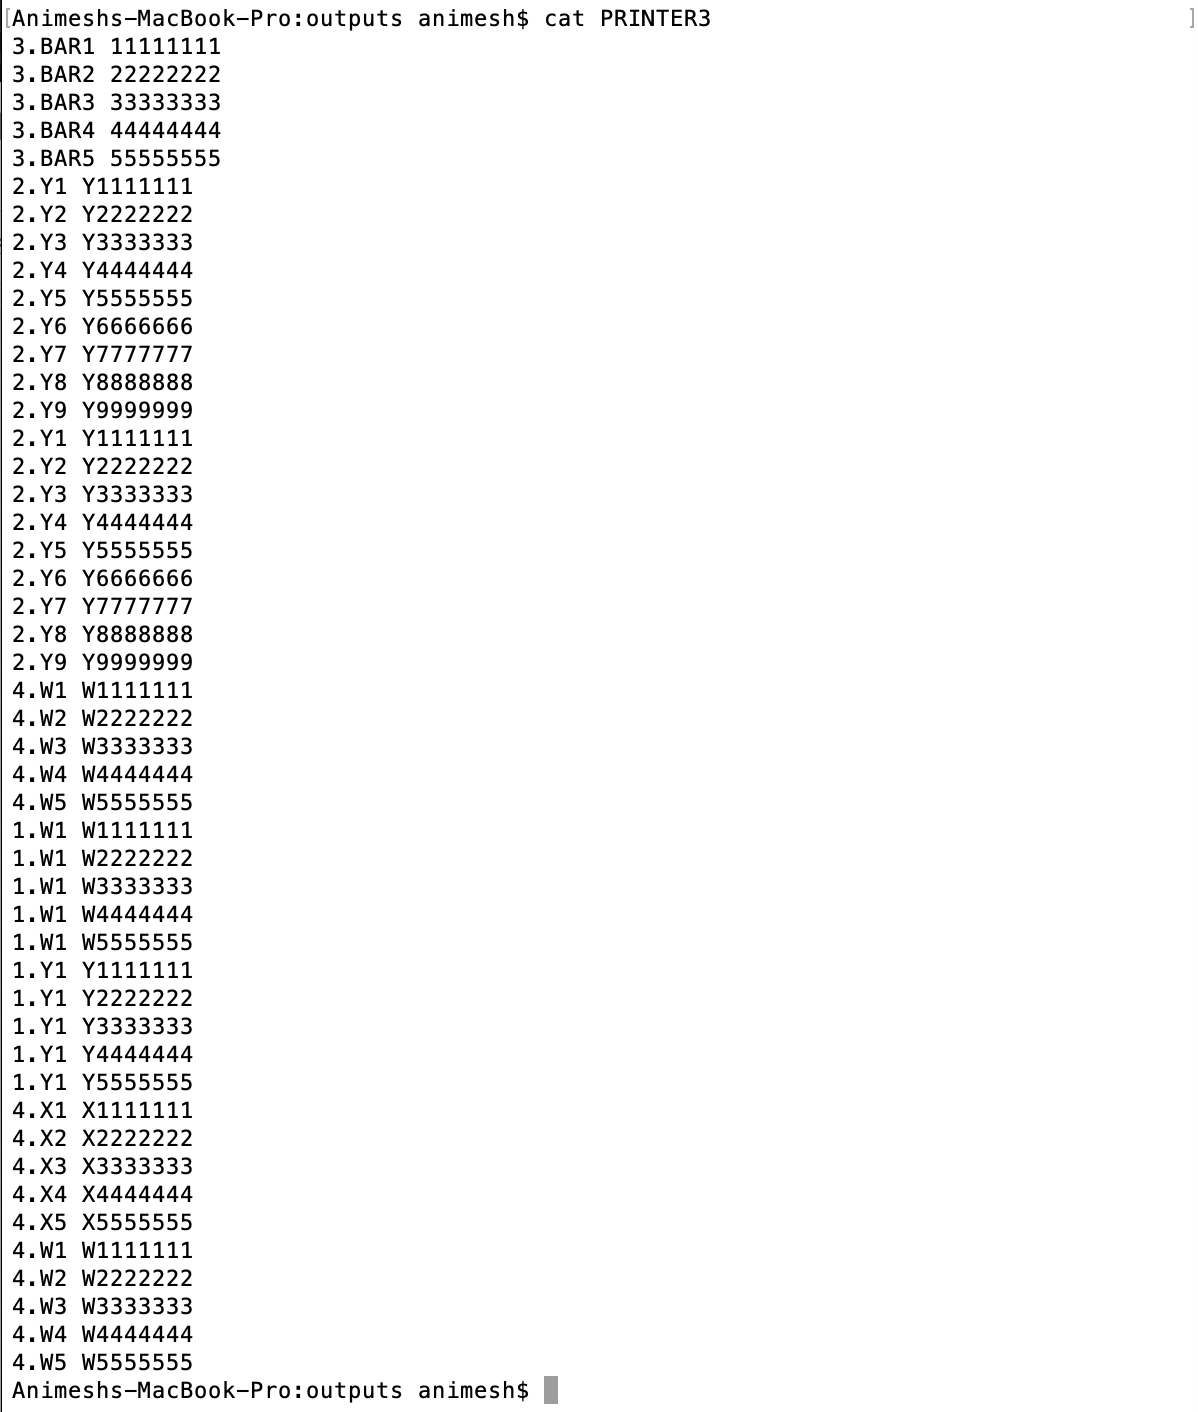 [Animeshs-MacBook-Pro:outputs animesh$ cat PRINTER3 ]
3.BAR1 11111111
3.BAR2 22222222
3.BAR3 33333333
3.BAR4 44444444
3.BAR5 55555555
2.Y1 Y1111111
2.Y2 Y2222222
2.Y3 Y3333333
2.Y4 Y4444444
2.Y5 Y5555555
2.Y6 Y6666666
2.Y7 Y7777777
2.Y8 Y8888888
2.Y9 Y9999999
2.Y1 Y1111111
2.Y2 Y2222222
2.Y3 Y3333333
2.Y4 Y4444444
2.Y5 Y5555555
2.Y6 Y6666666
2.Y7 Y7777777
2.Y8 Y8888888
2.Y9 Y9999999
4.W1 W1111111
4.W2 W2222222
4.W3 W3333333
4.W4 W4444444
4.W5 W5555555
1.W1 W1111111
1.W1 W2222222
1.W1 W3333333
1.W1 W4444444
1.W1 W5555555
1.Y1 Y1111111
1.Y1 Y2222222
1.Y1 Y3333333
1.Y1 Y4444444
1.Y1 Y5555555
4.X1 X1111111
4.X2 X2222222
4.X3 X3333333
4.X4 X4444444
4.X5 X5555555
4.W1 W1111111
4.W2 W2222222
4.W3 W3333333
4.W4 W4444444
4.W5 W5555555
Animeshs-MacBook-Pro:outputs animesh$